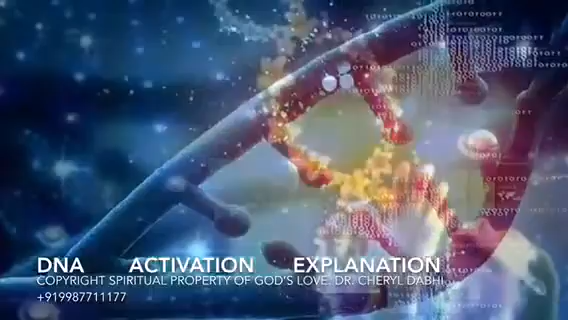 DNA ACTIVATION EXPLANATION
COPYRIGHT SPIRITUAL PROPERTY OF GOD'S LOVE. DR. CHERYL DABHI
+919987711177